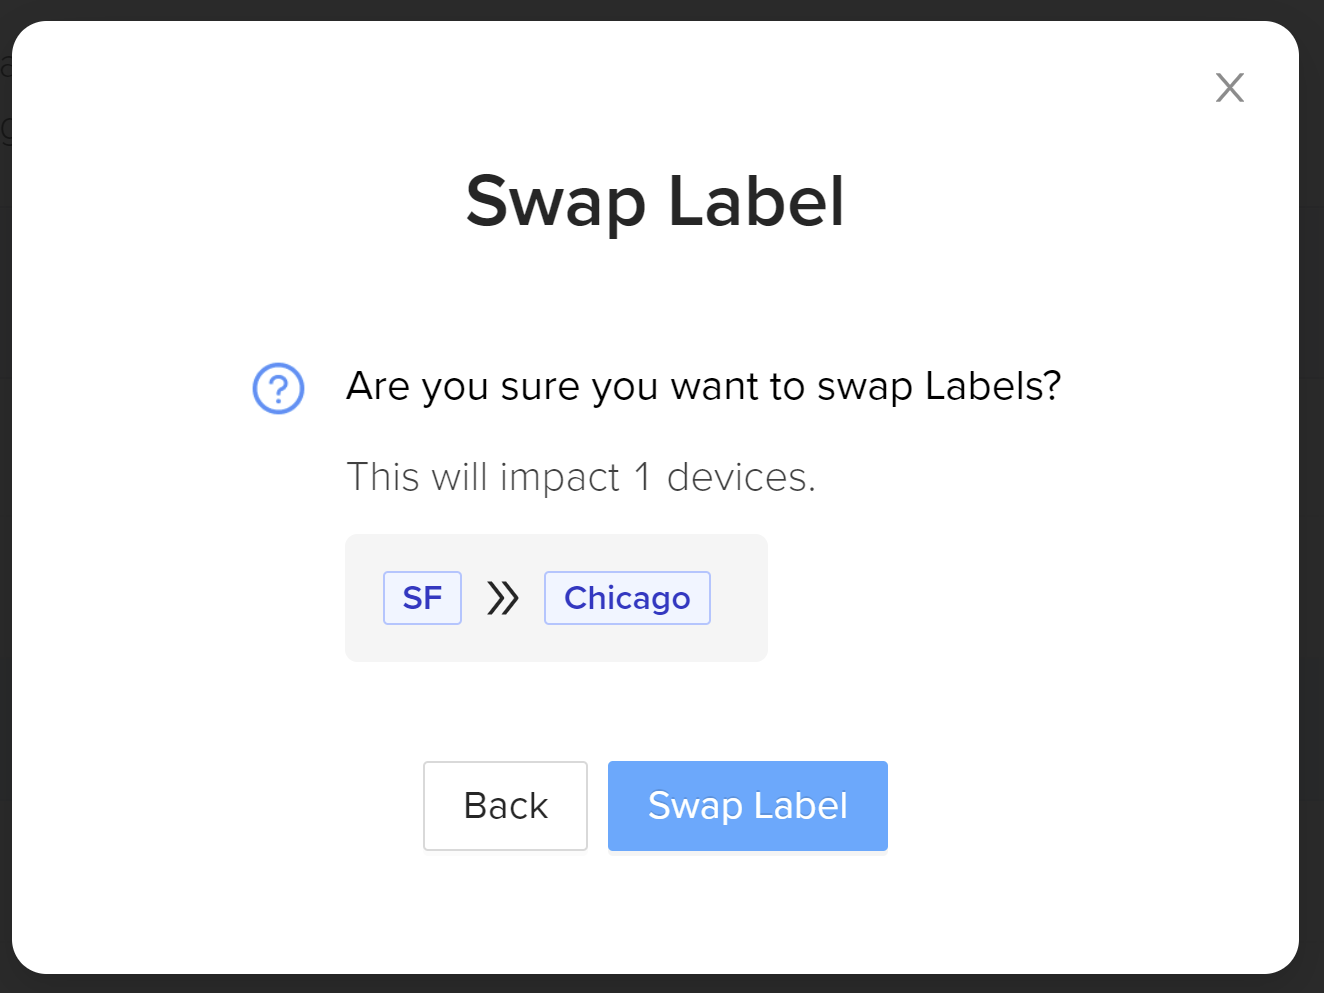 Swap Label
Are you sure you want to swap Labels?
This will impact 1 devices.
SF Chicago
Back Swap Label